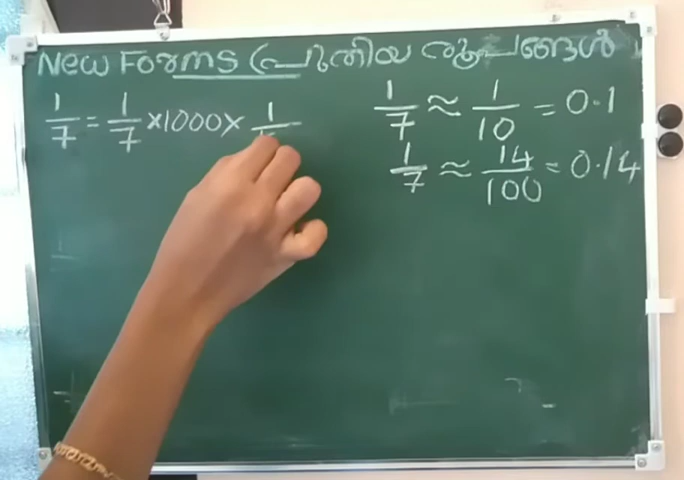 New Forms (പുതിയ രൂപങ്ങൾ
1/7 = 1/7 ×1000× 1/
1/7 ≈ 1/10 = 0.1
1/7 ≈ 14/100 = 0.14